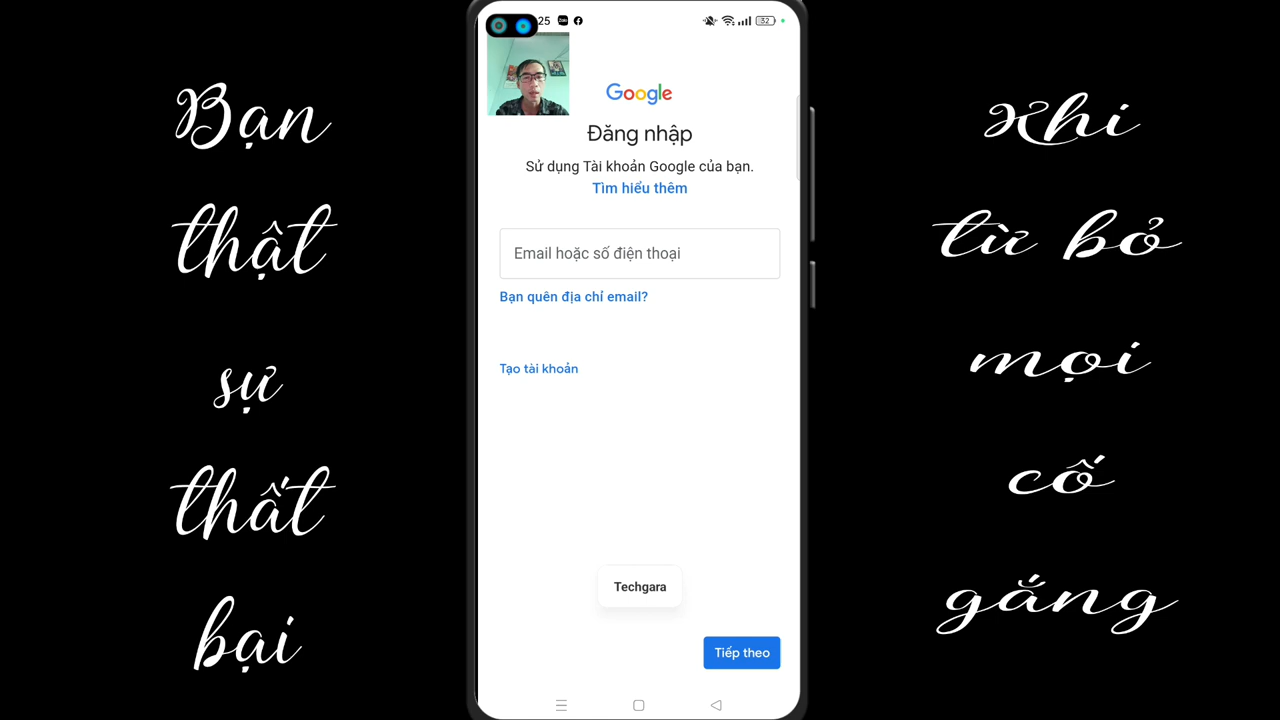 Bạn
thật
sự
thất
bại
25
32
Google
Đăng nhập
Sử dụng Tài khoản Google của bạn.
Tìm hiểu thêm
Email hoặc số điện thoại
Bạn quên địa chỉ email?
Tạo tài khoản
Techgara
Tiếp theo
Khi
từ bỏ
mọi
cố
gắng